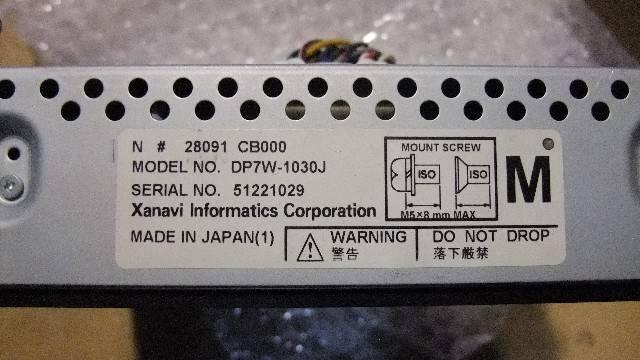 N # 28091 CB000
MODEL NO. DP7W-1030J
SERIAL NO. 51221029
Xanavi Informatics Corporation
MADE IN JAPAN(1)
MOUNT SCREW
ISO ISO
M5×8 mm MAX
M
WARNING
警告
DO NOT DROP
落下厳禁